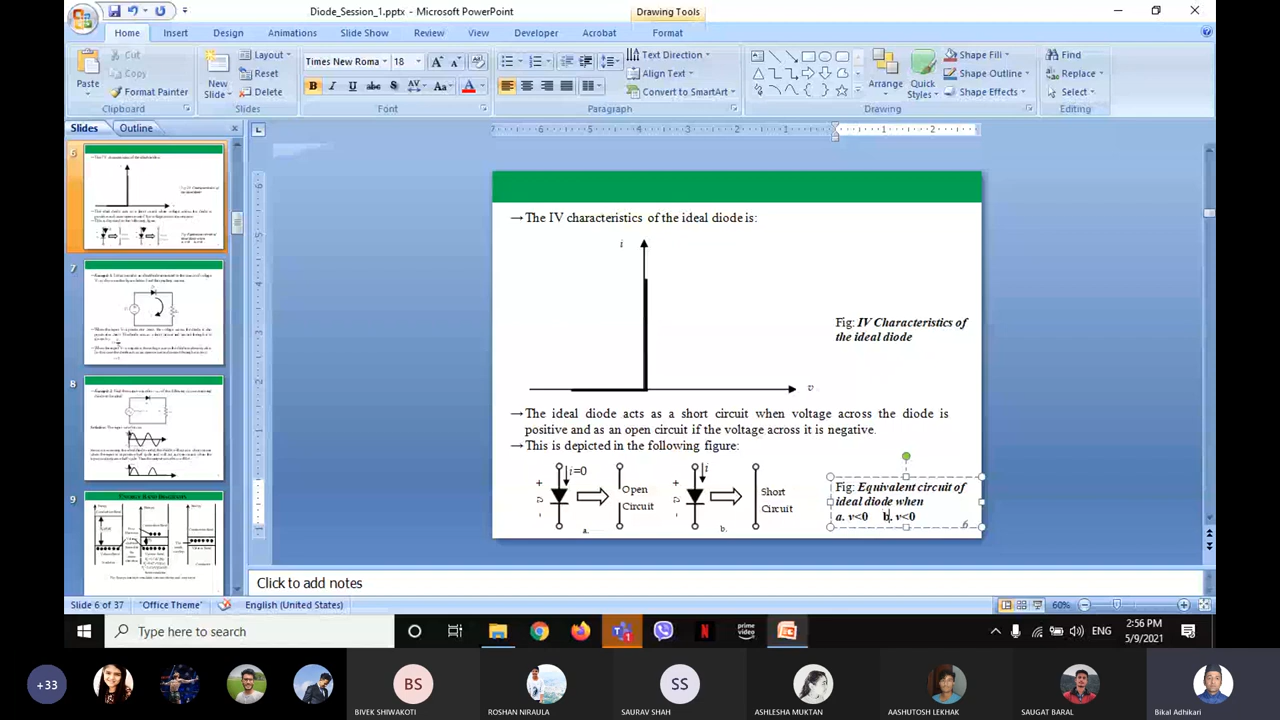 Diode_Session_1.pptx - Microsoft PowerPoint
Drawing Tools
Home Insert Design Animations Slide Show Review View Developer Acrobat Format
Paste
Cut
Copy
Format Painter
Clipboard
New Slide
Layout
Reset
Delete
Slides
Times New Roma 18
B I U abc S AV Aa A
Font
Text Direction
Align Text
Convert to SmartArt
Paragraph
Arrange
Quick Styles
Shape Fill
Shape Outline
Shape Effects
Drawing
Find
Replace
Select
Editing
Slides Outline
6
7
8
9
→ The IV characteristics of the ideal diode is:
i
v
Fig: IV Characteristics of
the ideal diode
→ The ideal diode acts as a short circuit when voltage across the diode is
positive and as an open circuit if the voltage across it is negative.
→ This is depicted in the following figure:
+ v i=0
Open
Circuit
a.
+ v - i
Short
Circuit
b.
Fig: Equivalent circuit of
ideal diode when
a. v<0 b. v<0
6
Click to add notes
Slide 6 of 37 "Office Theme" English (United States) 60%
Type here to search
prime video
ENG
2:56 PM
5/9/2021
+33
BS
BIVEK SHIWAKOTI
ROSHAN NIRAULA
SS
SAURAV SHAH
ASHLESHA MUKTAN
AASHUTOSH LEKHAK
SAUGAT BARAL
Bikal Adhikari